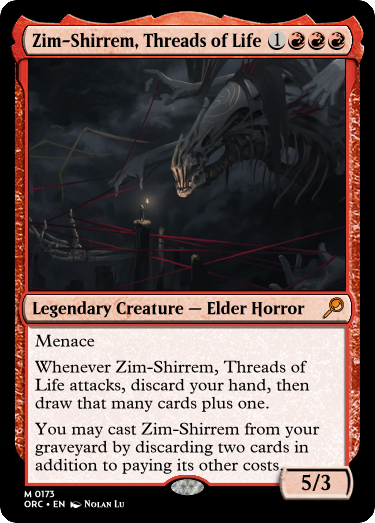 Zim-Shirrem, Threads of Life 1
Legendary Creature — Elder Horror
Menace
Whenever Zim-Shirrem, Threads of
Life attacks, discard your hand, then
draw that many cards plus one.
You may cast Zim-Shirrem from your
graveyard by discarding two cards in
addition to paying its other costs.
5/3
M 0173
ORC • EN Nolan Lu